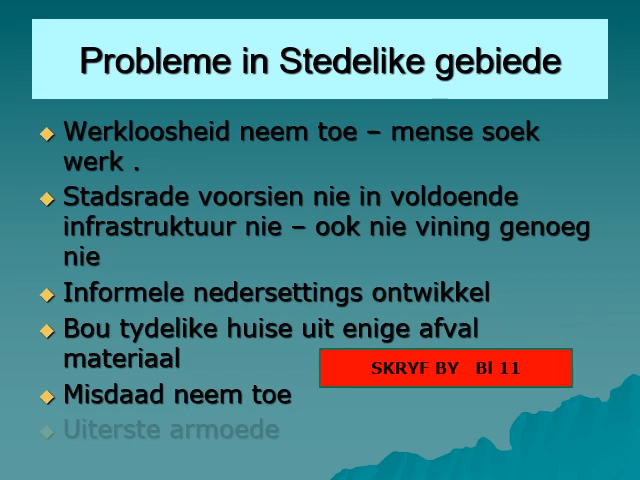 Probleme in Stedelike gebiede
Werkloosheid neem toe – mense soek
werk .
Stadsrade voorsien nie in voldoende
infrastruktuur nie – ook nie vining genoeg
nie
Informele nedersettings ontwikkel
Bou tydelike huise uit enige afval
materiaal
SKRYF BY Bl 11
Misdaad neem toe
Uiterste armoede